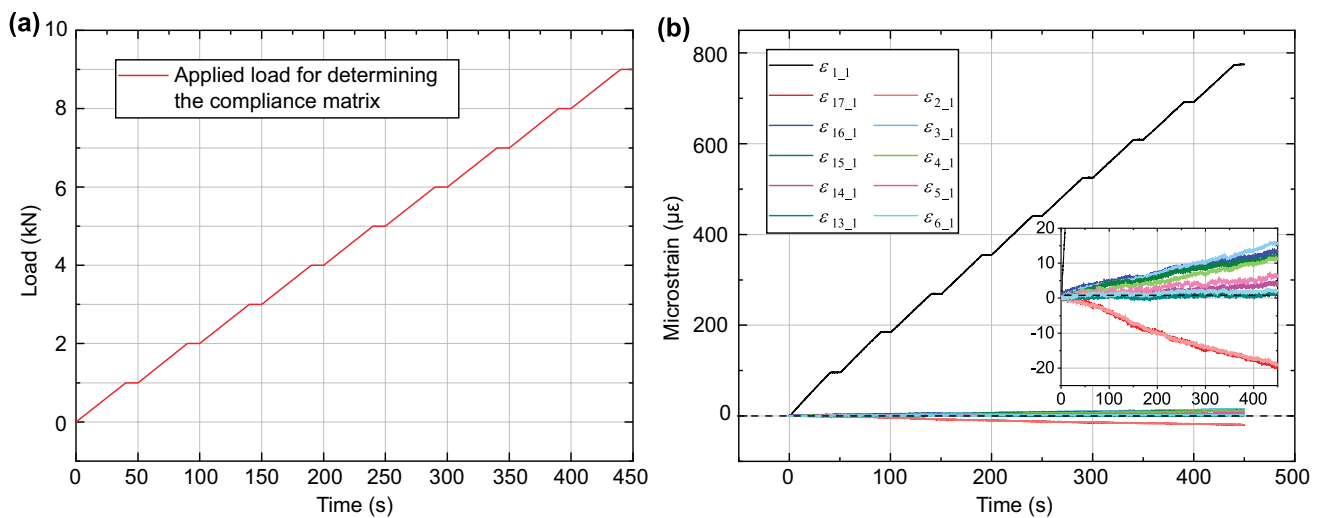 (a)
10
8
6
4
2
0
Load (kN)
Applied load for determining
the compliance matrix
0 50 100 150 200 250 300 350 400 450
Time (s)
(b)
800
600
400
200
0
Microstrain (µε)
ε1_1
ε17_1 ε2_1
ε16_1 ε3_1
ε15_1 ε4_1
ε14_1 ε5_1
ε13_1 ε6_1
20
10
0
-10
-20
0 100 200 300 400
0 100 200 300 400 500
Time (s)